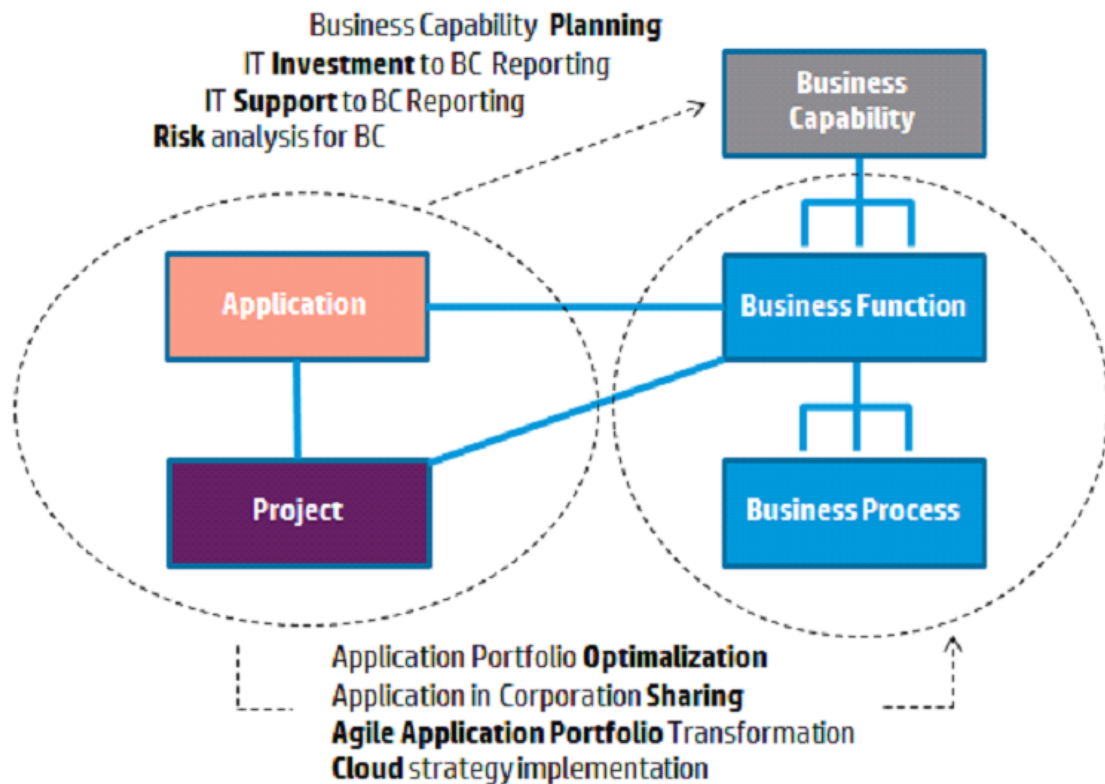 Business Capability Planning
IT Investment to BC Reporting
IT Support to BC Reporting
Risk analysis for BC
Business
Capability
Application
Business Function
Project
Business Process
Application Portfolio Optimalization
Application in Corporation Sharing
Agile Application Portfolio Transformation
Cloud strategy implementation